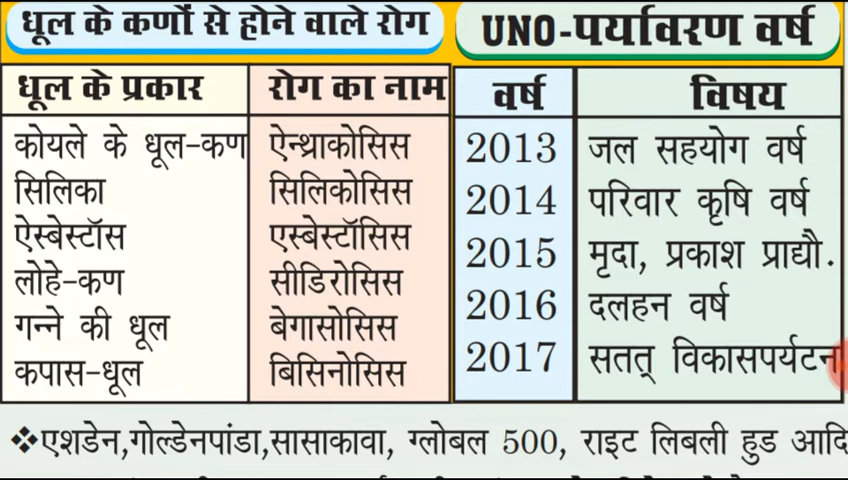 धूल के कणों से होने वाले रोग
धूल के प्रकार रोग का नाम
कोयले के धूल-कण ऐन्थ्राकोसिस
सिलिका सिलिकोसिस
ऐस्बेस्टॉस एस्बेस्टॉसिस
लोहे-कण सीडिरोसिस
गन्ने की धूल बेगासोसिस
कपास-धूल बिसिनोसिस
UNO-पर्यावरण वर्ष
वर्ष विषय
2013 जल सहयोग वर्ष
2014 परिवार कृषि वर्ष
2015 मृदा, प्रकाश प्राद्यौ.
2016 दलहन वर्ष
2017 सतत् विकासपर्यटन
❖एशडेन,गोल्डेनपांडा,सासाकावा, ग्लोबल 500, राइट लिबली हुड आदि